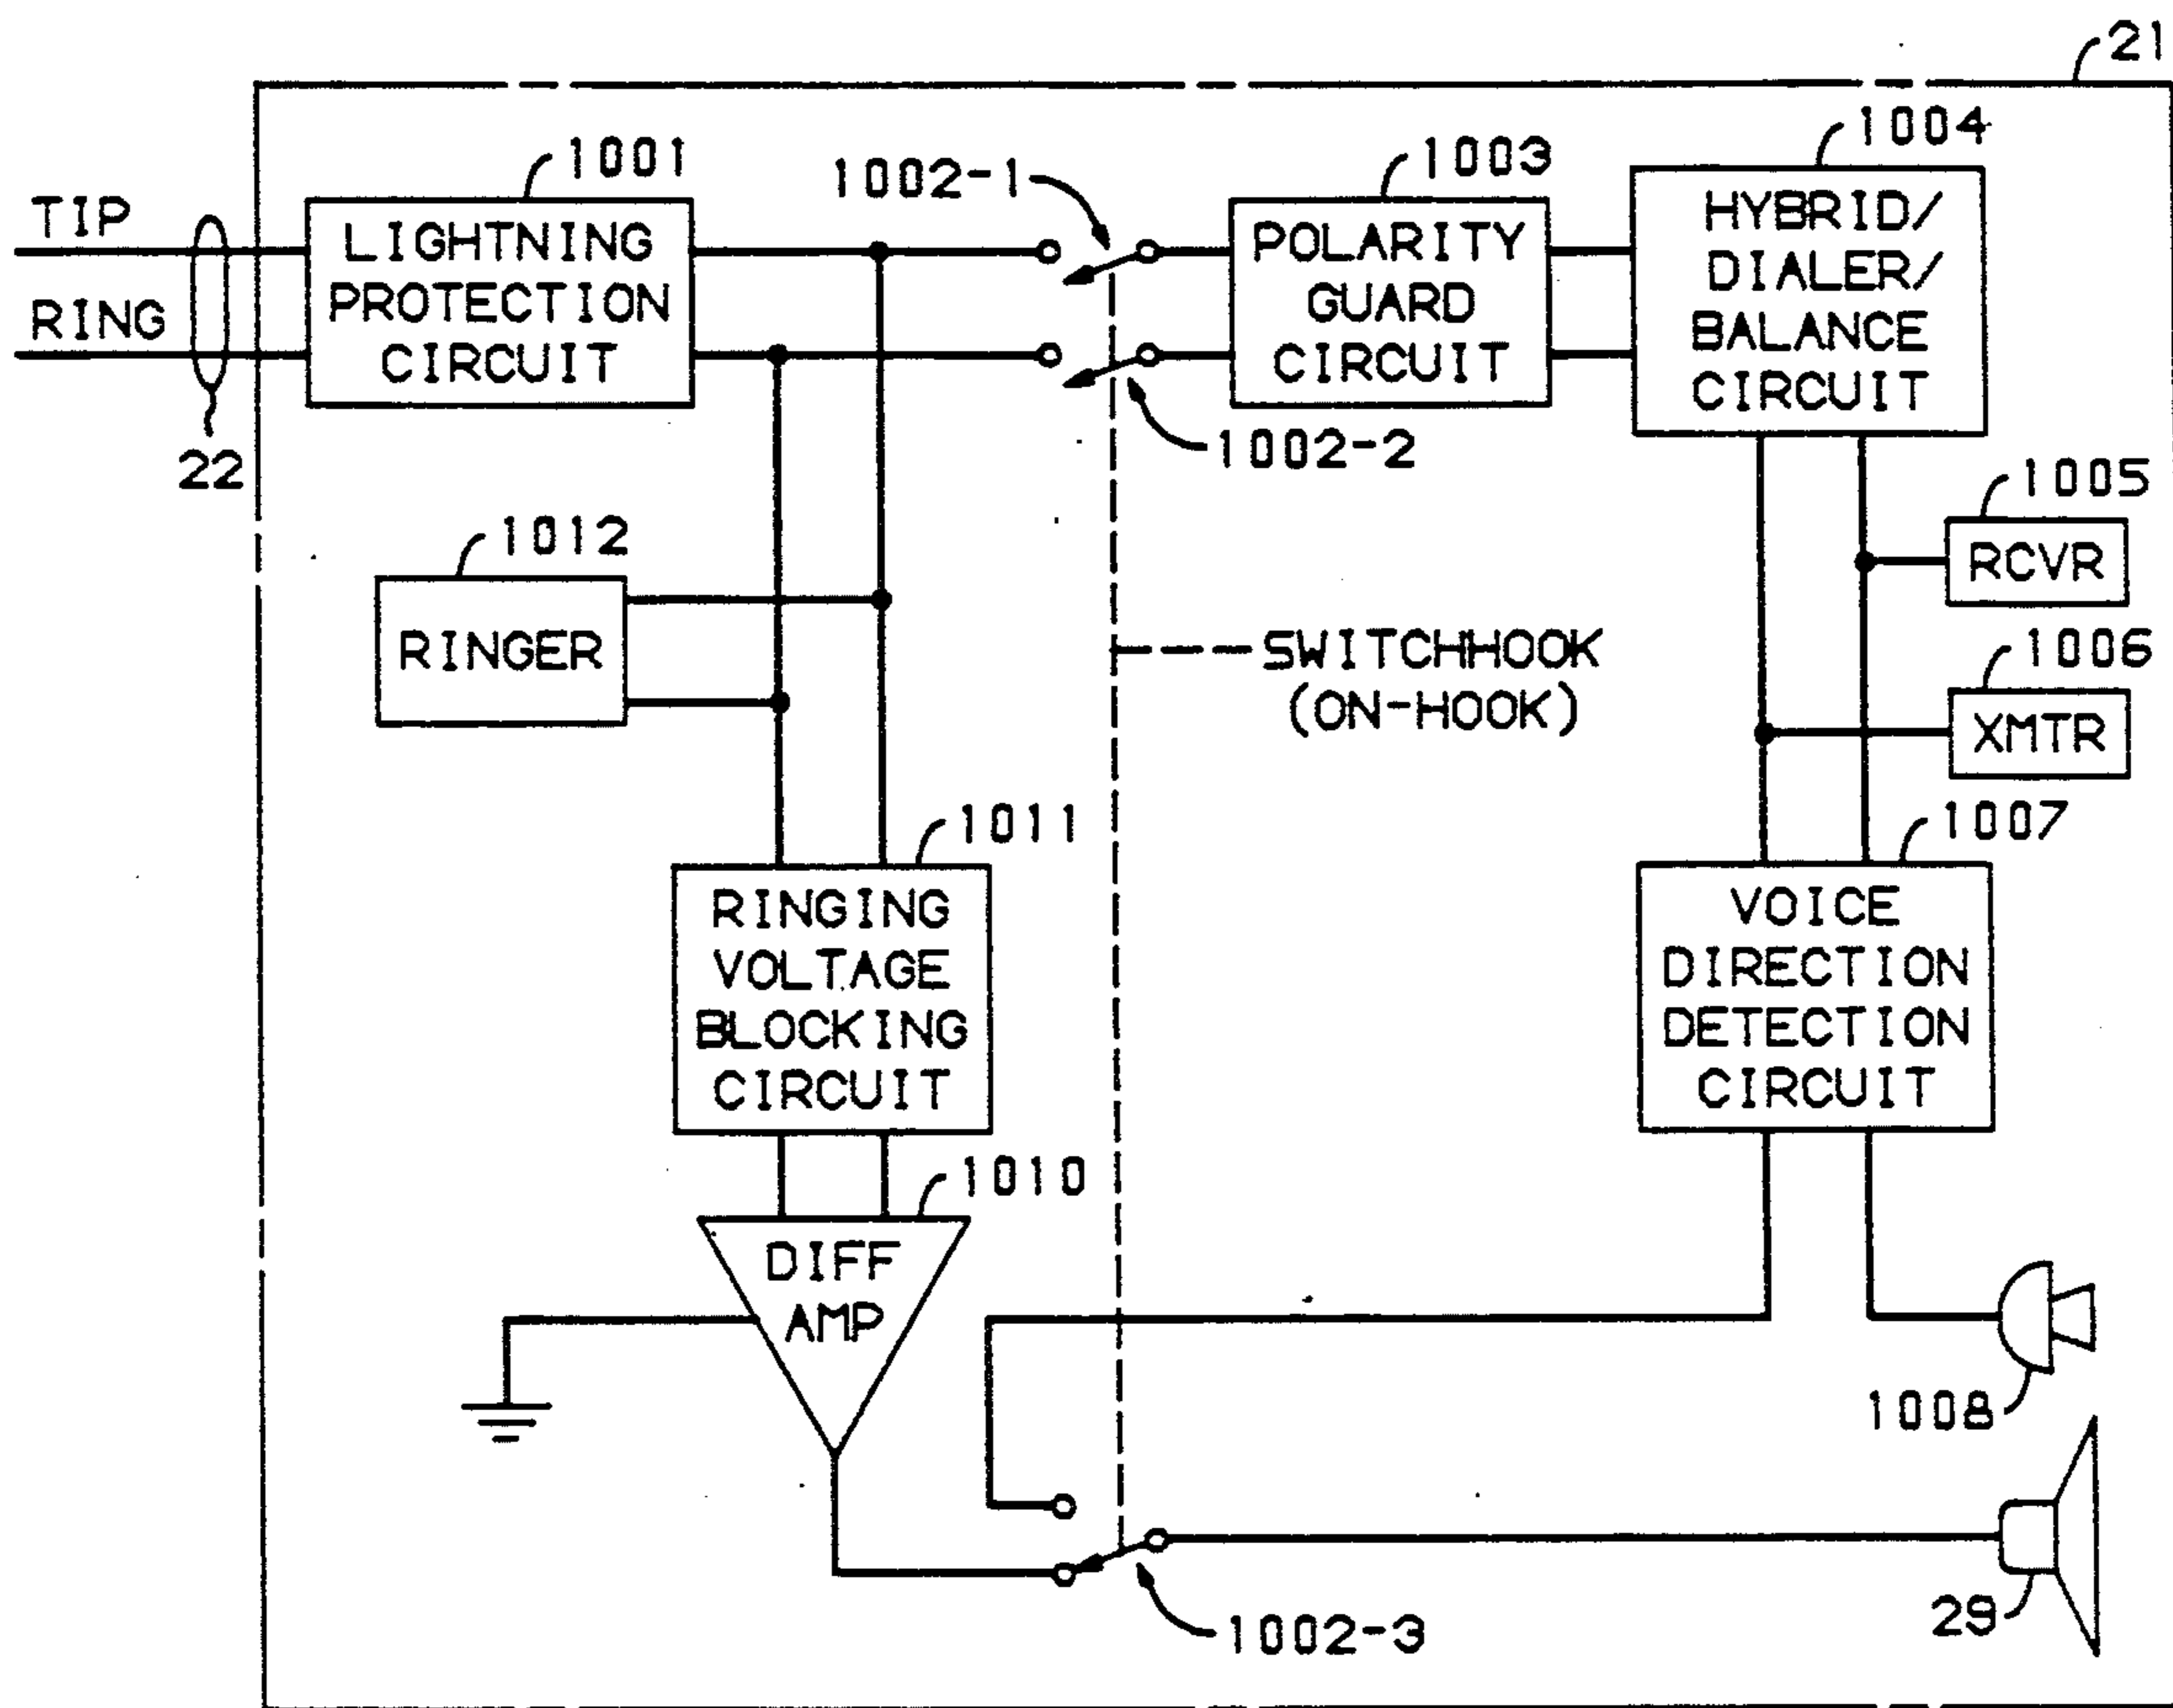 21
1001
1002-1
1003
1004
TIP
RING
LIGHTNING
PROTECTION
CIRCUIT
POLARITY
GUARD
CIRCUIT
HYBRID/
DIALER/
BALANCE
CIRCUIT
22
1002-2
1005
RCVR
1012
RINGER
SWITCHHOOK
(ON-HOOK)
1006
XMTR
1011
RINGING
VOLTAGE
BLOCKING
CIRCUIT
1007
VOICE
DIRECTION
DETECTION
CIRCUIT
1010
DIFF
AMP
1008
1002-3
29